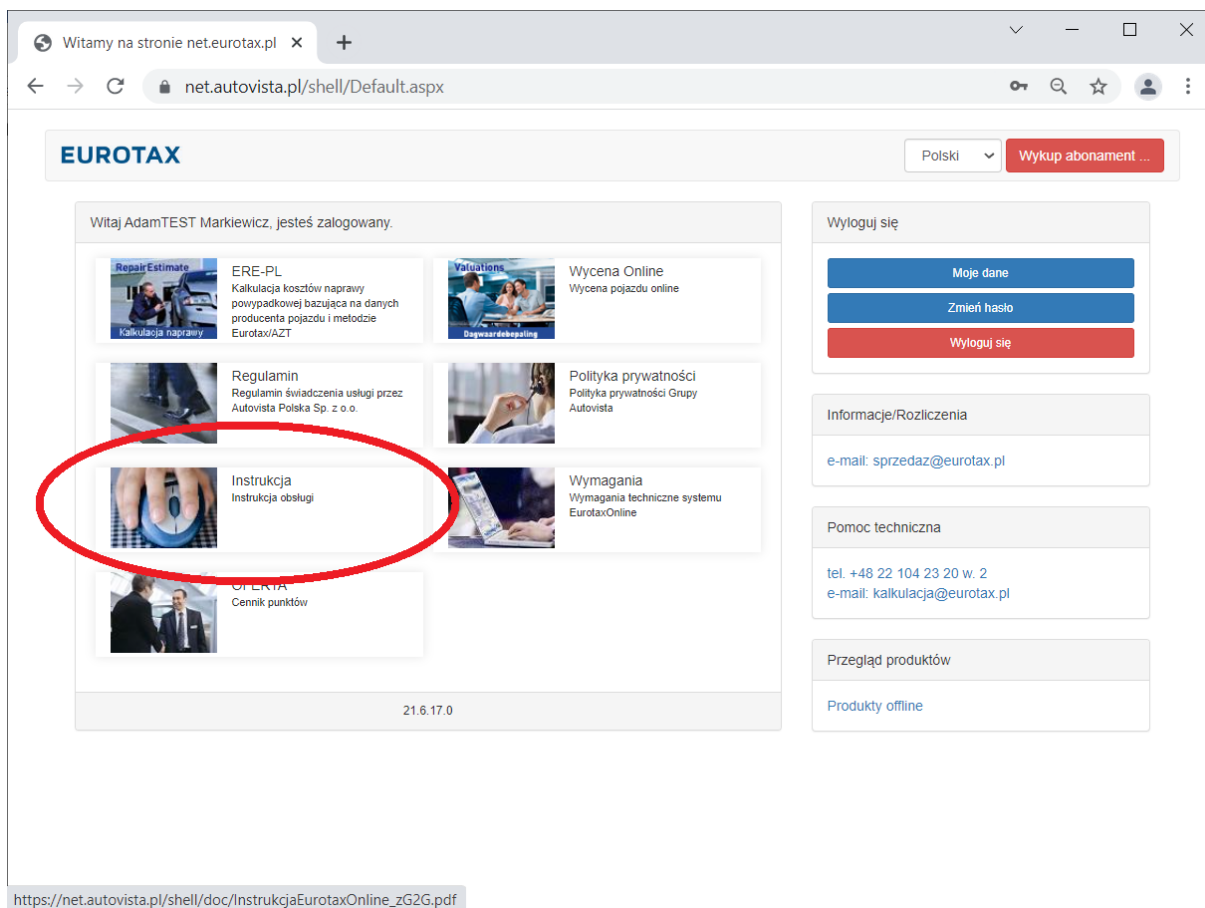 Witamy na stronie net.eurotax.pl
net.autovista.pl/shell/Default.aspx
EUROTAX
Polski
Wykup abonament ...
Witaj AdamTEST Markiewicz, jesteś zalogowany.
RepairEstimate
Kalkulacja naprawy
ERE-PL
Kalkulacja kosztów naprawy
powypadkowej bazująca na danych
producenta pojazdu i metodzie
Eurotax/AZT
Valuations
Dagwaardebepaling
Wycena Online
Wycena pojazdu online
Regulamin
Regulamin świadczenia usługi przez
Autovista Polska Sp. z o.o.
Polityka prywatności
Polityka prywatności Grupy
Autovista
Instrukcja
Instrukcja obsługi
Wymagania
Wymagania techniczne systemu
EurotaxOnline
OFERTA
Cennik punktów
21.6.17.0
Wyloguj się
Moje dane
Zmień hasło
Wyloguj się
Informacje/Rozliczenia
e-mail: sprzedaz@eurotax.pl
Pomoc techniczna
tel. +48 22 104 23 20 w. 2
e-mail: kalkulacja@eurotax.pl
Przegląd produktów
Produkty offline
https://net.autovista.pl/shell/doc/InstrukcjaEurotaxOnline_zG2G.pdf